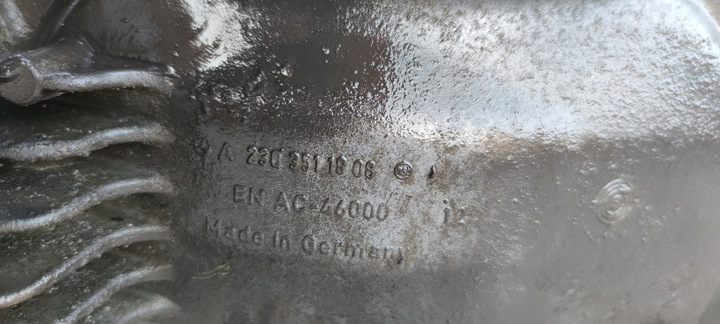 A 230 351 18 08
EN AC-46000
Made in Germany